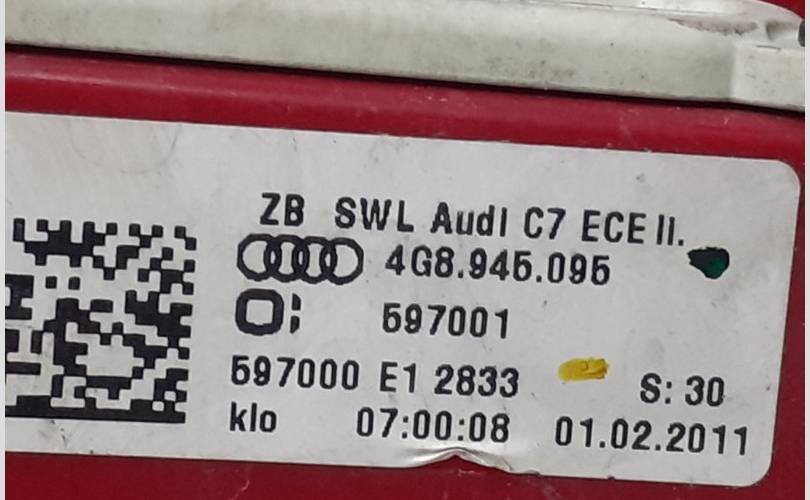 ZB SWL Audi C7 ECE II.
4G8.945.095
597001
597000 E1 2833 S: 30
klo 07:00:08 01.02.2011